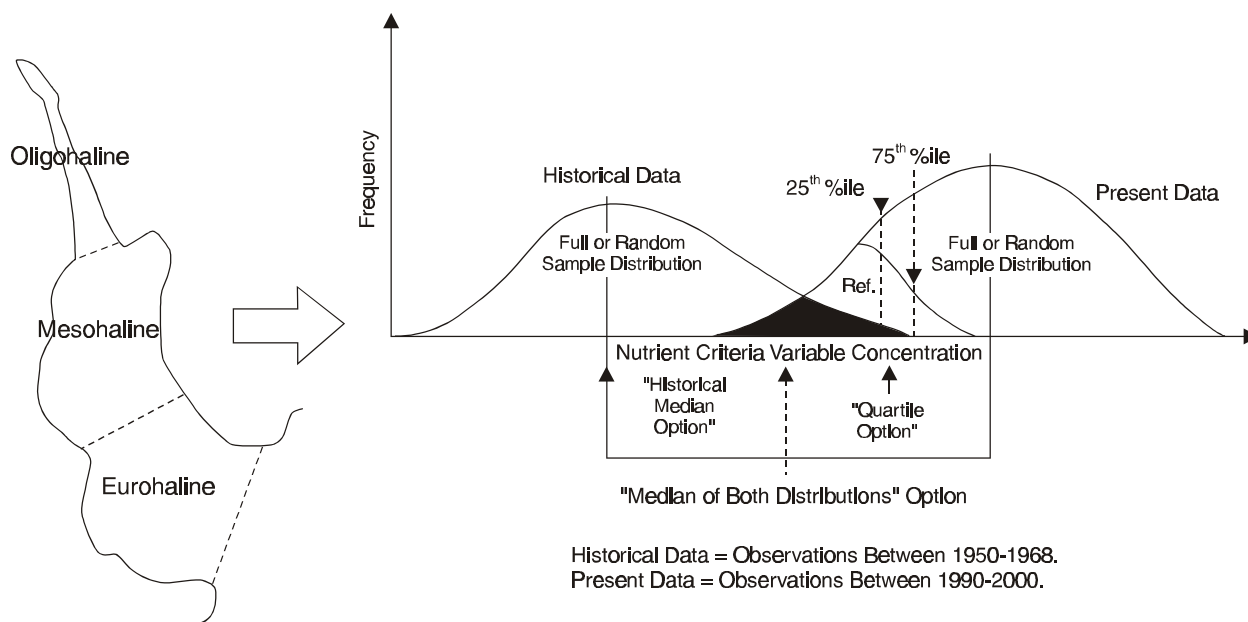 Oligohaline
Mesohaline
Eurohaline
Frequency
Historical Data
Full or Random
Sample Distribution
25th %ile
75th %ile
Ref.
Present Data
Full or Random
Sample Distribution
Nutrient Criteria Variable Concentration
"Historical
Median
Option"
"Quartile
Option"
"Median of Both Distributions" Option
Historical Data = Observations Between 1950-1968.
Present Data = Observations Between 1990-2000.